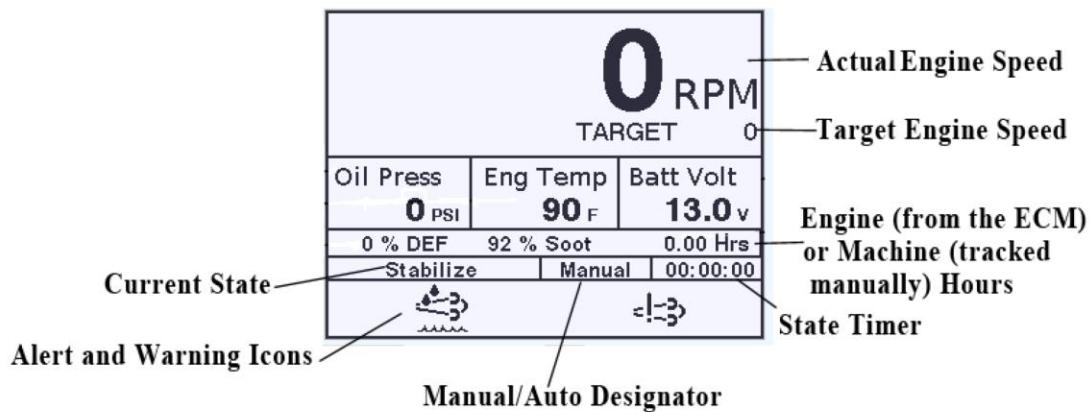 0 RPM
Actual Engine Speed
TARGET 0
Target Engine Speed
Oil Press Eng Temp Batt Volt
0 PSI 90 F 13.0 V
Engine (from the ECM)
or Machine (tracked
manually) Hours
0 % DEF 92 % Soot 0.00 Hrs
Stabilize Manual 00:00:00
Current State
State Timer
Alert and Warning Icons
Manual/Auto Designator